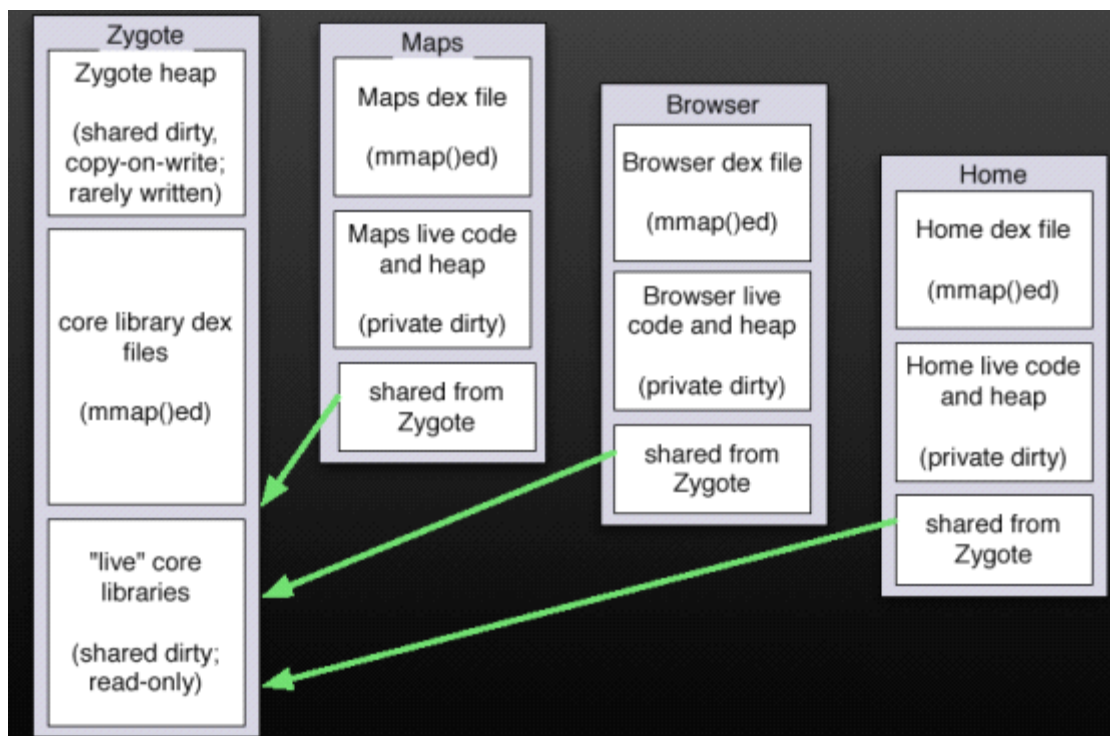 Zygote
Zygote heap
(shared dirty,
copy-on-write;
rarely written)
core library dex
files
(mmap()ed)
"live" core
libraries
(shared dirty;
read-only)
Maps
Maps dex file
(mmap()ed)
Maps live code
and heap
(private dirty)
shared from
Zygote
Browser
Browser dex file
(mmap()ed)
Browser live
code and heap
(private dirty)
shared from
Zygote
Home
Home dex file
(mmap()ed)
Home live code
and heap
(private dirty)
shared from
Zygote